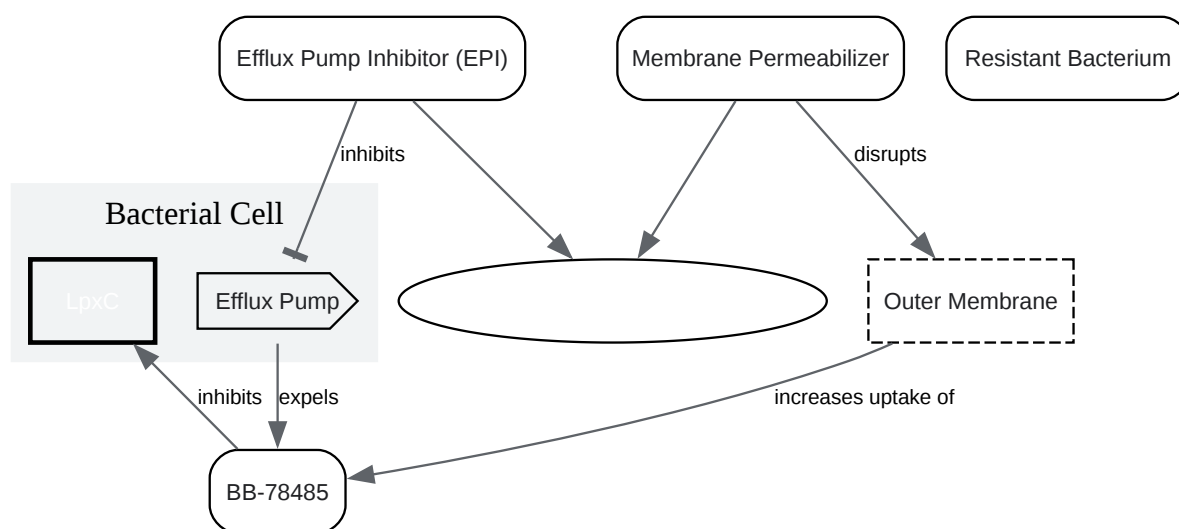 Efflux Pump Inhibitor (EPI)
Membrane Permeabilizer
Resistant Bacterium
inhibits
disrupts
Bacterial Cell
LpxC
Efflux Pump
Outer Membrane
inhibits
expels
increases uptake of
BB-78485